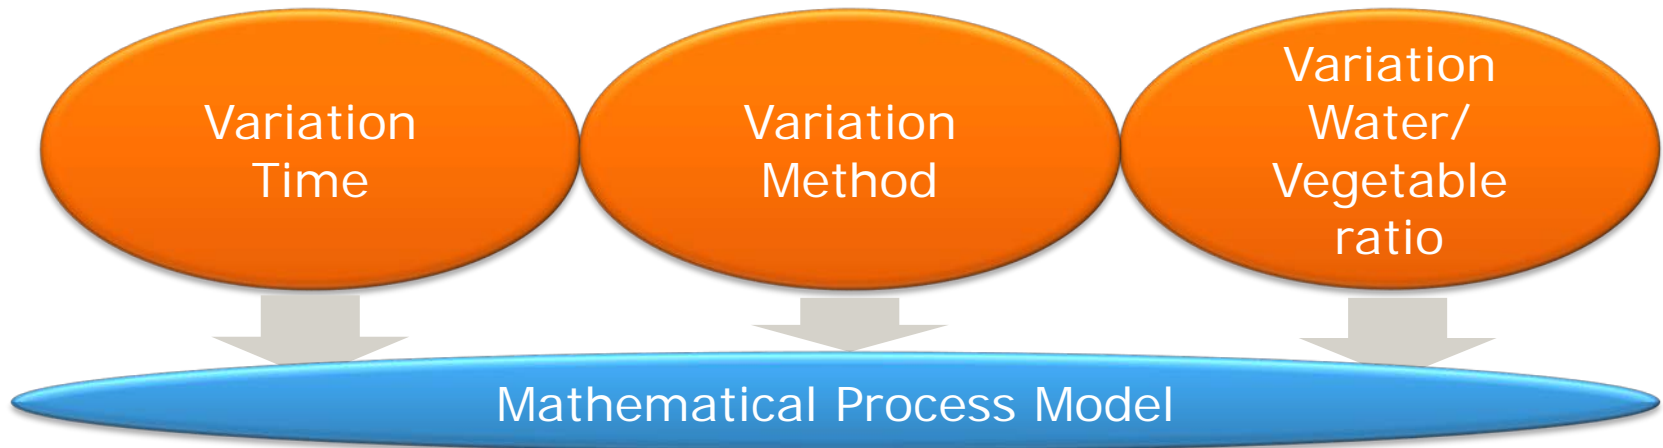 Variation
Time
Variation
Method
Variation
Water/
Vegetable
ratio
Mathematical Process Model